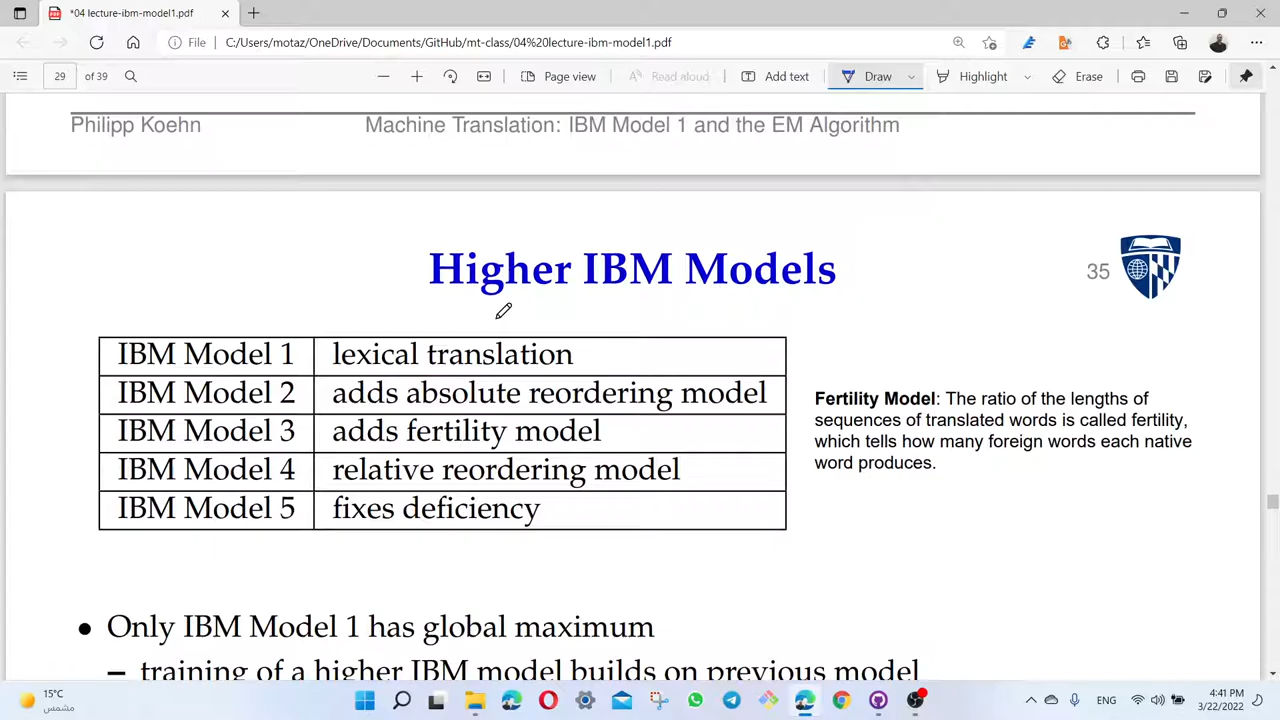 *04 lecture-ibm-model1.pdf
File C:/Users/motaz/OneDrive/Documents/GitHub/mt-class/04%20lecture-ibm-model1.pdf
29 of 39 Page view Read aloud Add text Draw Highlight Erase
Philipp Koehn Machine Translation: IBM Model 1 and the EM Algorithm
Higher IBM Models 35
IBM Model 1 lexical translation
IBM Model 2 adds absolute reordering model
IBM Model 3 adds fertility model
IBM Model 4 relative reordering model
IBM Model 5 fixes deficiency
Fertility Model: The ratio of the lengths of
sequences of translated words is called fertility,
which tells how many foreign words each native
word produces.
• Only IBM Model 1 has global maximum
– training of a higher IBM model builds on previous model
15°C
مشمس
ENG
4:41 PM
3/22/2022